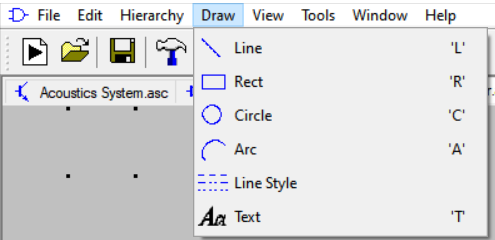 File Edit Hierarchy Draw View Tools Window Help
Line 'L'
Rect 'R'
Acoustics System.asc
Circle 'C'
Arc 'A'
Line Style
Text 'T'